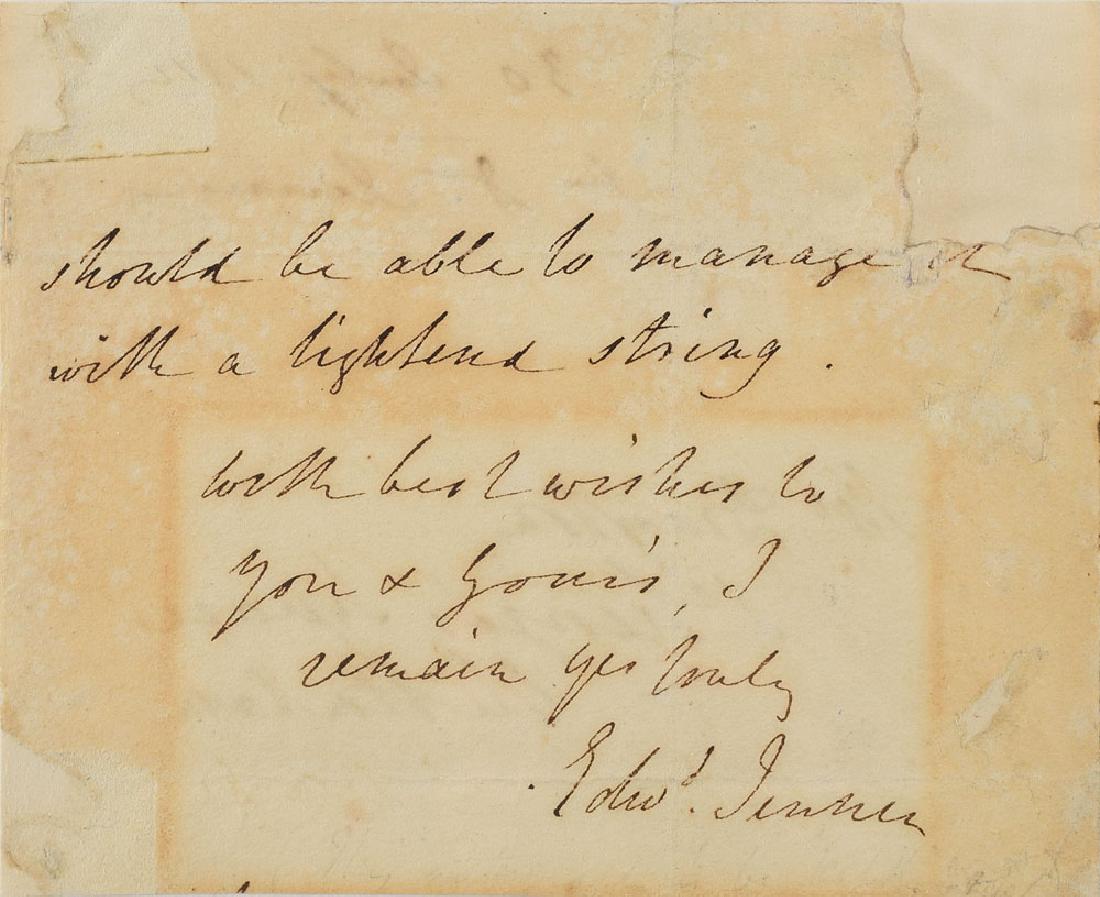 should be able to manage it
with a tightend string.
with best wishes to
you & yours, I
remain yrs truly
Edwd. Jenner